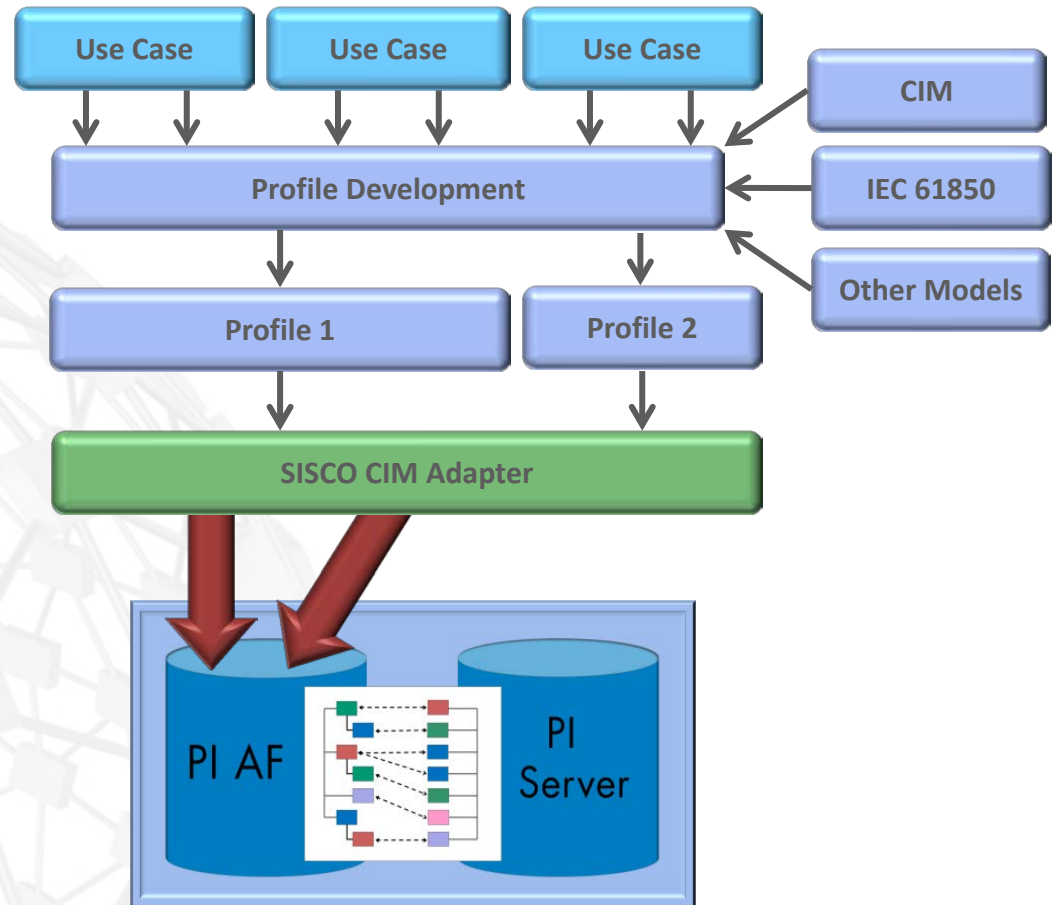 Use Case
Use Case
Use Case
CIM
Profile Development
IEC 61850
Other Models
Profile 1
Profile 2
SISCO CIM Adapter
PI AF
PI
Server